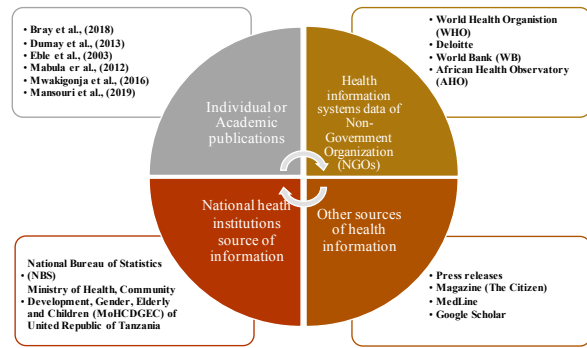 • Bray et al., (2018)
• Dumay et al., (2013)
• Eble et al., (2003)
• Mabula er al., (2012)
• Mwakigonja et al., (2016)
• Mansouri et al., (2019)
• World Health Organistion
(WHO)
• Deloitte
• World Bank (WB)
• African Health Observatory
(AHO)
Individual or
Academic
publications
Health
information
systems data of
Non-
Government
Organization
(NGOs)
National heath
institutions
source of
information
Other sources
of health
information
National Bureau of Statistics
• (NBS)
Ministry of Health, Community
• Development, Gender, Elderly
and Children (MoHCDGEC) of
United Republic of Tanzania
• Press releases
• Magazine (The Citizen)
• MedLine
• Google Scholar